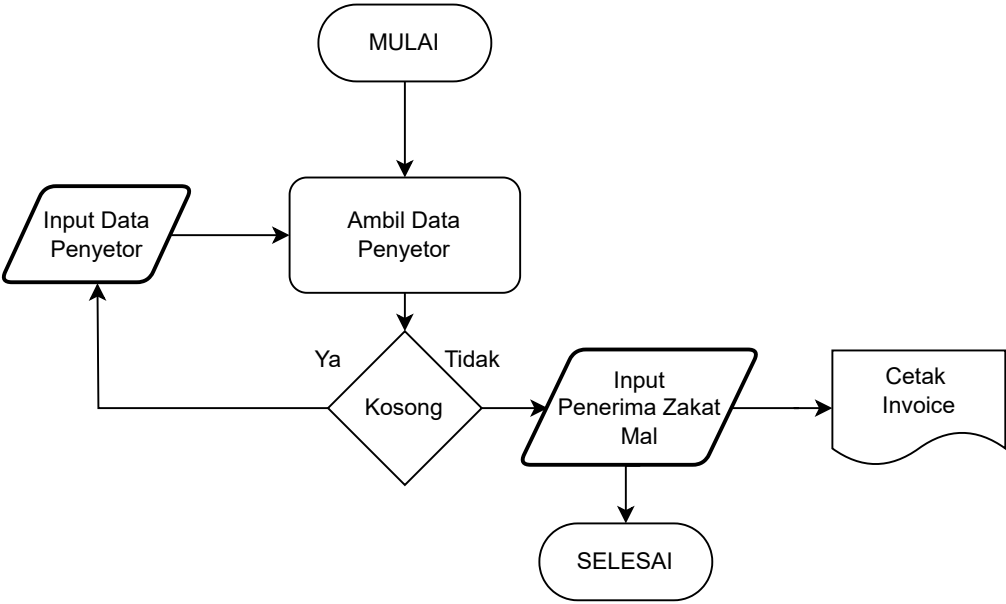 MULAI
Input Data
Penyetor
Ambil Data
Penyetor
Ya
Tidak
Kosong
Input
Penerima Zakat
Mal
Cetak
Invoice
SELESAI